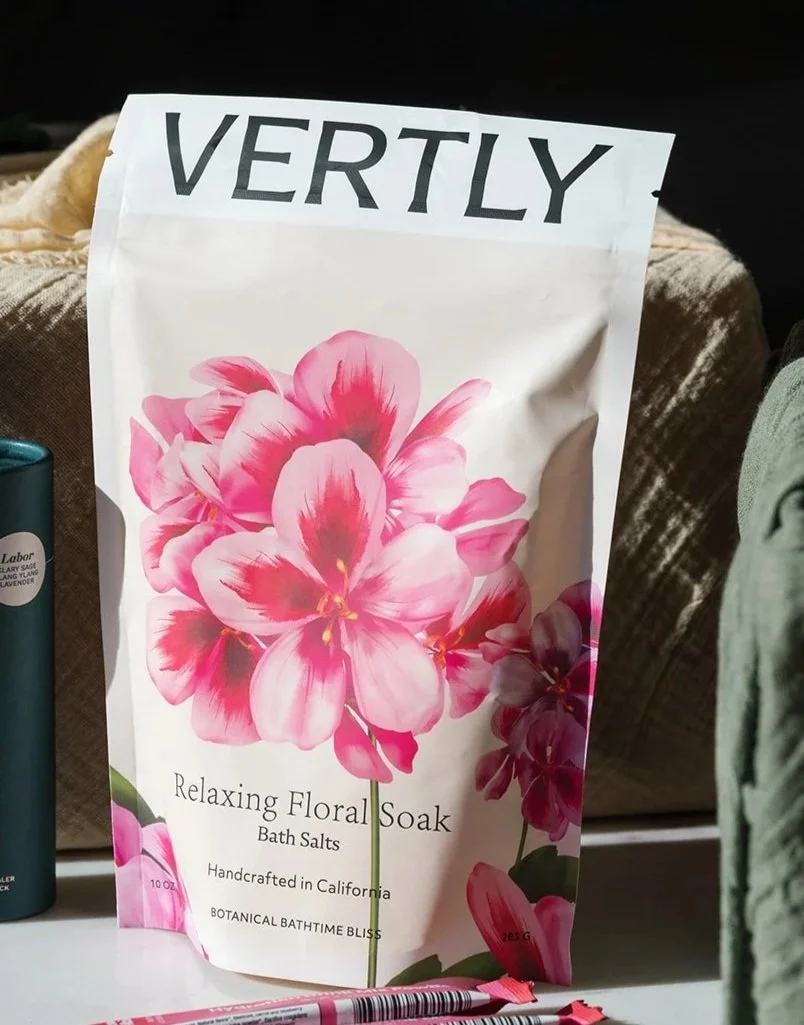 VERTLY
Relaxing Floral Soak
Bath Salts
Handcrafted in California
BOTANICAL BATHTIME BLISS
10 OZ
283 G
Labor
CLARY SAGE
LANG YLANG
LAVENDER